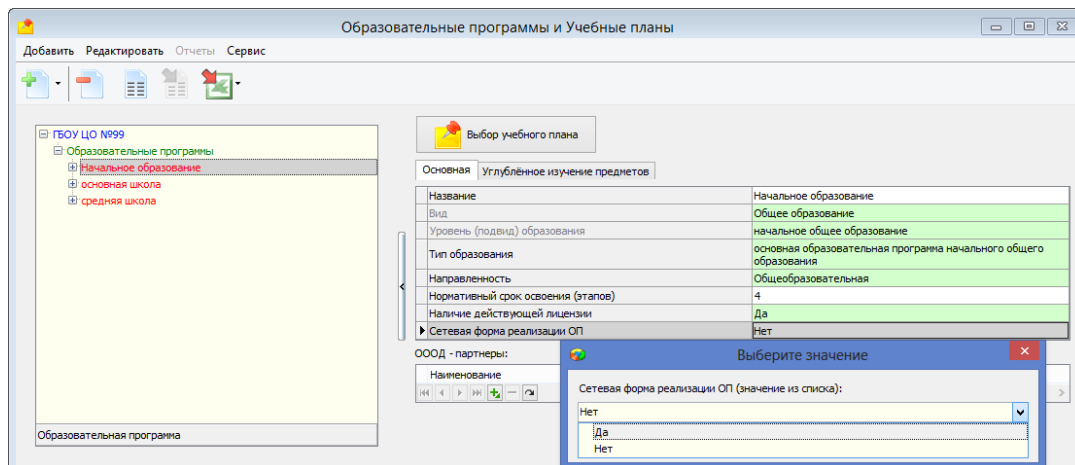 Образовательные программы и Учебные планы
Добавить Редактировать Отчеты Сервис
ГБОУ ЦО №99
Образовательные программы
Начальное образование
основная школа
средняя школа
Образовательная программа
Выбор учебного плана
Основная Углублённое изучение предметов
Название Начальное образование
Вид Общее образование
Уровень (подвид) образования начальное общее образование
Тип образования основная образовательная программа начального общего
образования
Направленность Общеобразовательная
Нормативный срок освоения (этапов) 4
Наличие действующей лицензии Да
Сетевая форма реализации ОП Нет
ОООД - партнеры:
Наименование
Выберите значение
Сетевая форма реализации ОП (значение из списка):
Нет
Да
Нет